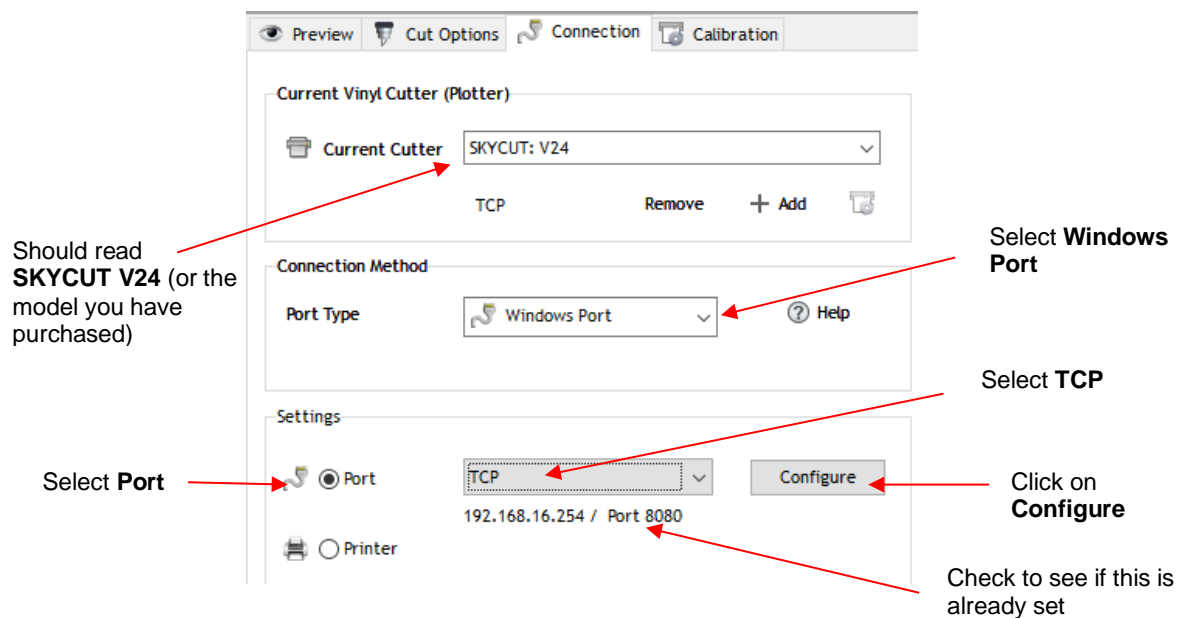 Preview Cut Options Connection Calibration
Current Vinyl Cutter (Plotter)
Current Cutter SKYCUT: V24
TCP Remove + Add
Should read
SKYCUT V24 (or the
model you have
purchased)
Select Windows
Port
Connection Method
Port Type Windows Port ? Help
Select TCP
Settings
Select Port
Port TCP Configure
Click on
Configure
192.168.16.254 / Port 8080
Printer
Check to see if this is
already set